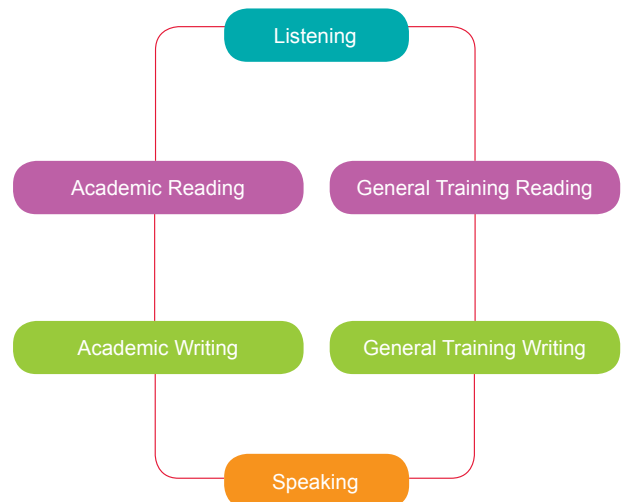 Listening
Academic Reading
General Training Reading
Academic Writing
General Training Writing
Speaking